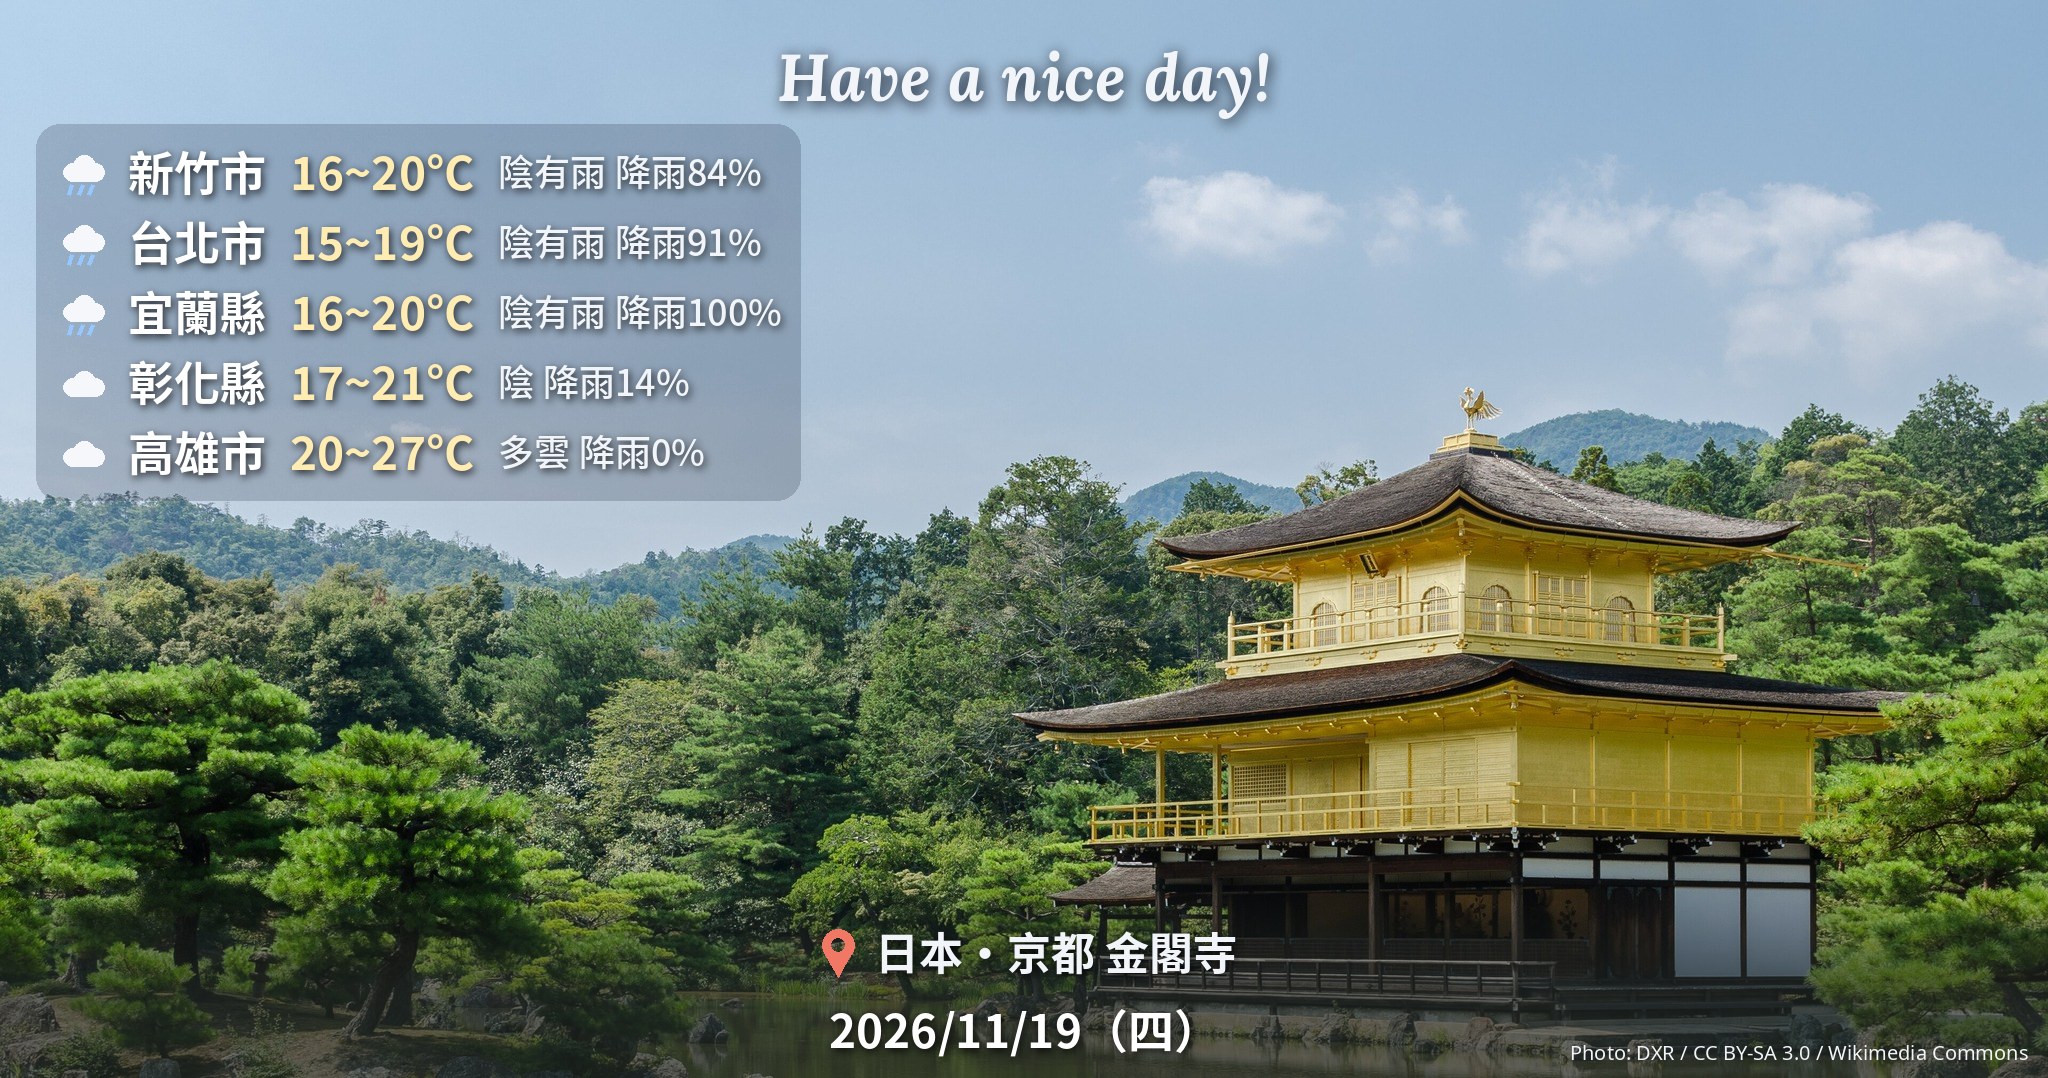 Have a nice day!
新竹市 16~20°C 陰有雨 降雨84%
台北市 15~19°C 陰有雨 降雨91%
宜蘭縣 16~20°C 陰有雨 降雨100%
彰化縣 17~21°C 陰 降雨14%
高雄市 20~27°C 多雲 降雨0%
日本・京都 金閣寺
2026/11/19（四）
Photo: DXR / CC BY-SA 3.0 / Wikimedia Commons